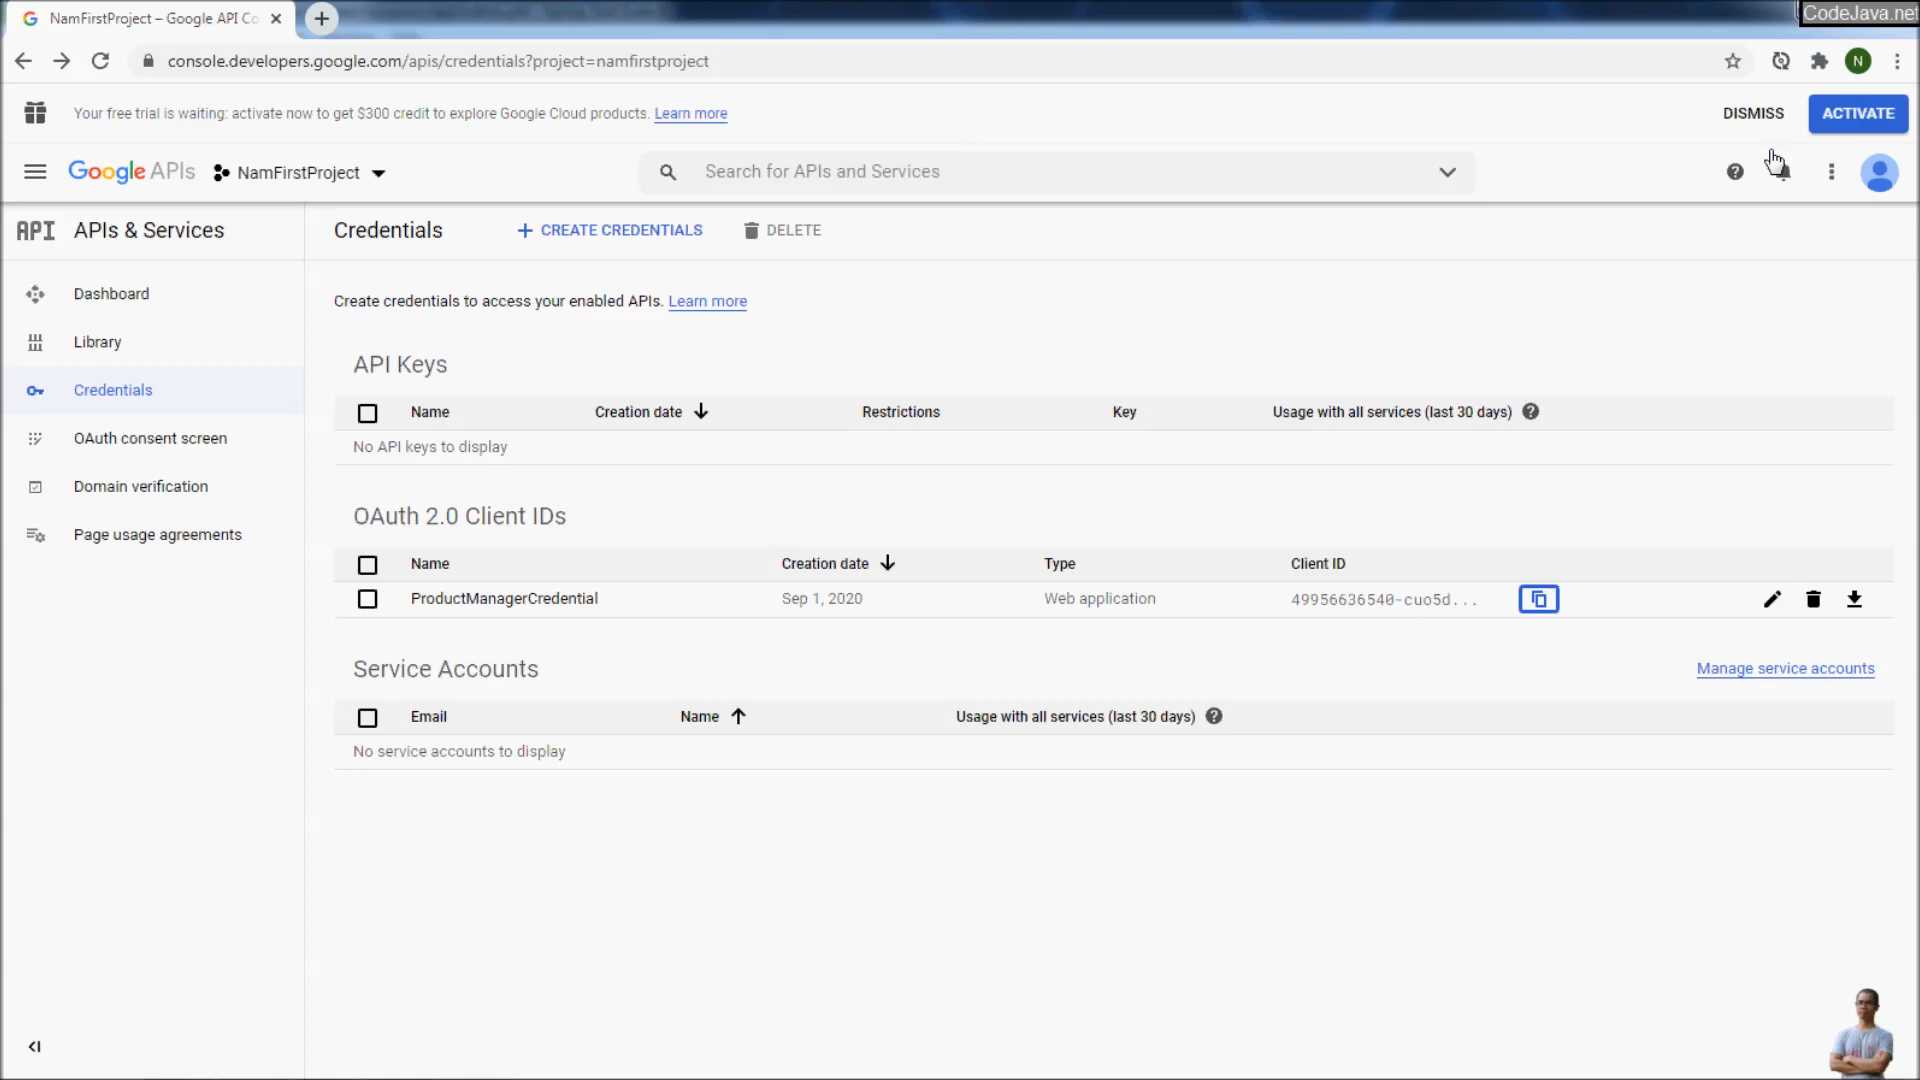 NamFirstProject – Google API Co
CodeJava.net
console.developers.google.com/apis/credentials?project=namfirstproject
N
Your free trial is waiting: activate now to get $300 credit to explore Google Cloud products. Learn more
DISMISS
ACTIVATE
Google APIs
NamFirstProject
Search for APIs and Services
API APIs & Services
Credentials
CREATE CREDENTIALS
DELETE
Dashboard
Library
Credentials
OAuth consent screen
Domain verification
Page usage agreements
Create credentials to access your enabled APIs. Learn more
API Keys
Name Creation date Restrictions Key Usage with all services (last 30 days)
No API keys to display
OAuth 2.0 Client IDs
Name Creation date Type Client ID
ProductManagerCredential Sep 1, 2020 Web application 49956636540-cuo5d...
Service Accounts
Manage service accounts
Email Name Usage with all services (last 30 days)
No service accounts to display